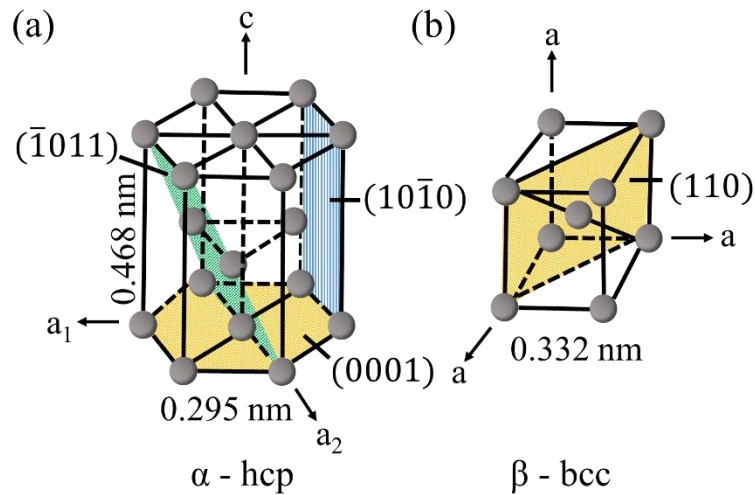 (a)
c
(b)
a
(1̅011)
0.468 nm
(101̅0)
(110)
a
a₁
(0001)
0.295 nm
a₂
a
0.332 nm
α - hcp
β - bcc